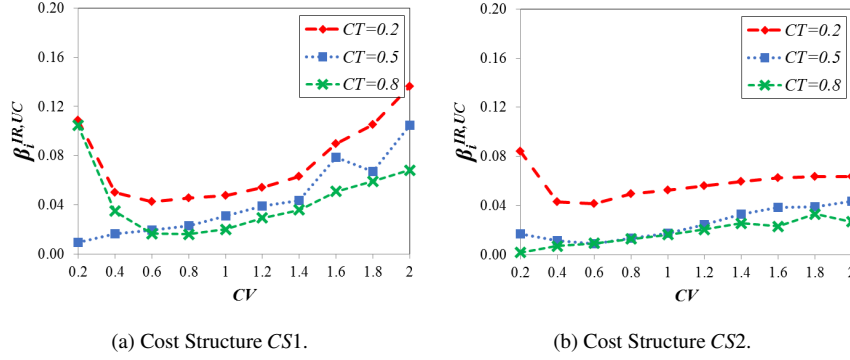 0.20
0.16
0.12
0.08
0.04
0.00
β_i^{IR,UC}
CT=0.2
CT=0.5
CT=0.8
0.2 0.4 0.6 0.8 1 1.2 1.4 1.6 1.8 2
CV
(a) Cost Structure CS1.
0.20
0.16
0.12
0.08
0.04
0.00
β_i^{IR,UC}
CT=0.2
CT=0.5
CT=0.8
0.2 0.4 0.6 0.8 1 1.2 1.4 1.6 1.8 2
CV
(b) Cost Structure CS2.